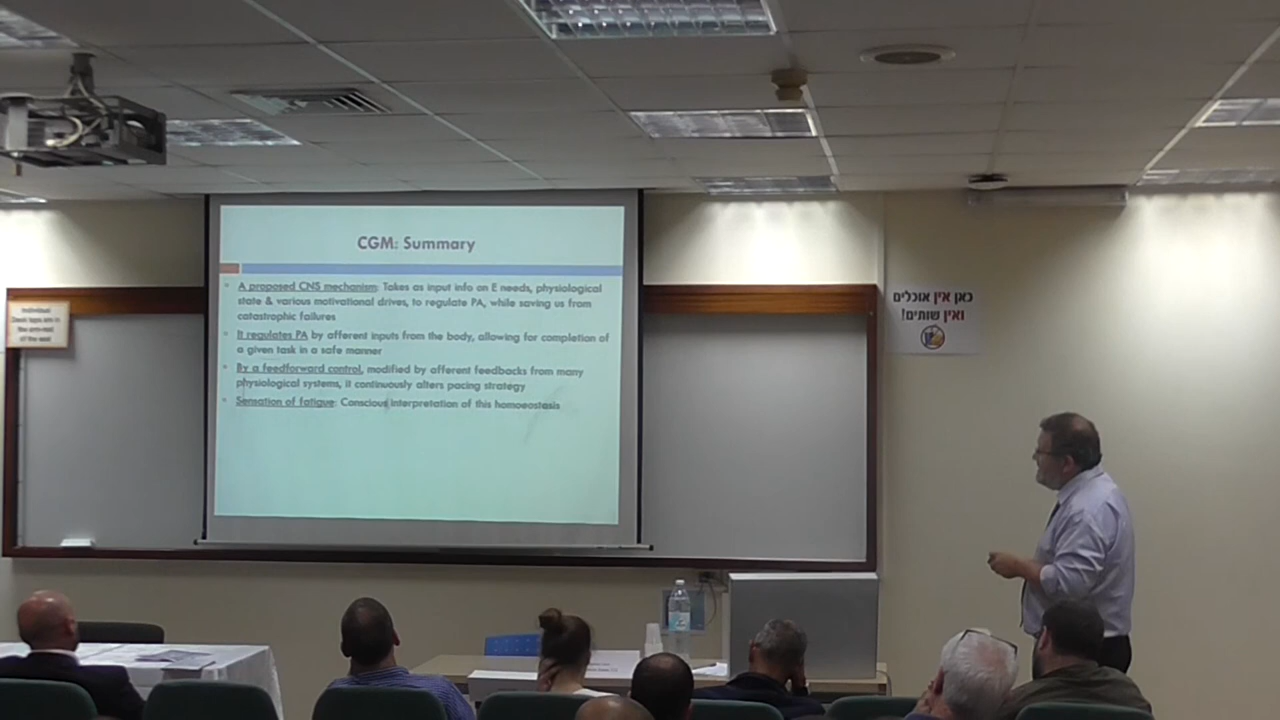 CGM: Summary
A proposed CNS mechanism: Takes as input info on E needs, physiological
state & various motivational drives, to regulate PA, while saving us from
catastrophic failures
It regulates PA by afferent inputs from the body, allowing for completion of
a given task in a safe manner
By a feedforward control, modified by afferent feedbacks from many
physiological systems, it continuously alters pacing strategy
Sensation of fatigue: Conscious interpretation of this homoeostasis
כאן אין אוכלים
ואין שותים!